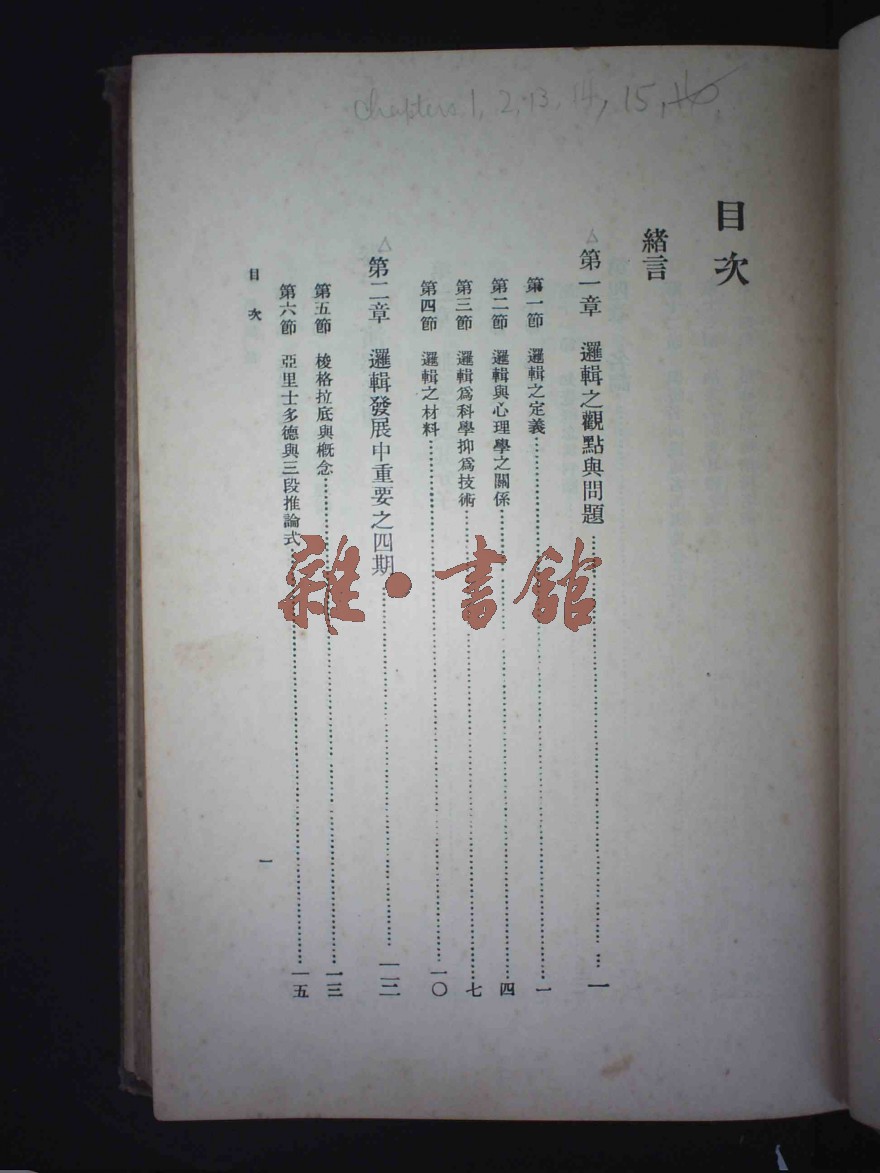 chapters 1, 2, 13, 14, 15, 16
目次
緒言
△第一章　邏輯之觀點與問題……一
第一節　邏輯之定義……一
第二節　邏輯與心理學之關係……四
第三節　邏輯爲科學抑爲技術……七
第四節　邏輯之材料……一〇
△第二章　邏輯發展中重要之四期……一二
第五節　梭格拉底與概念……一三
第六節　亞里士多德與三段推論式……一五
目次
一
雜·書館